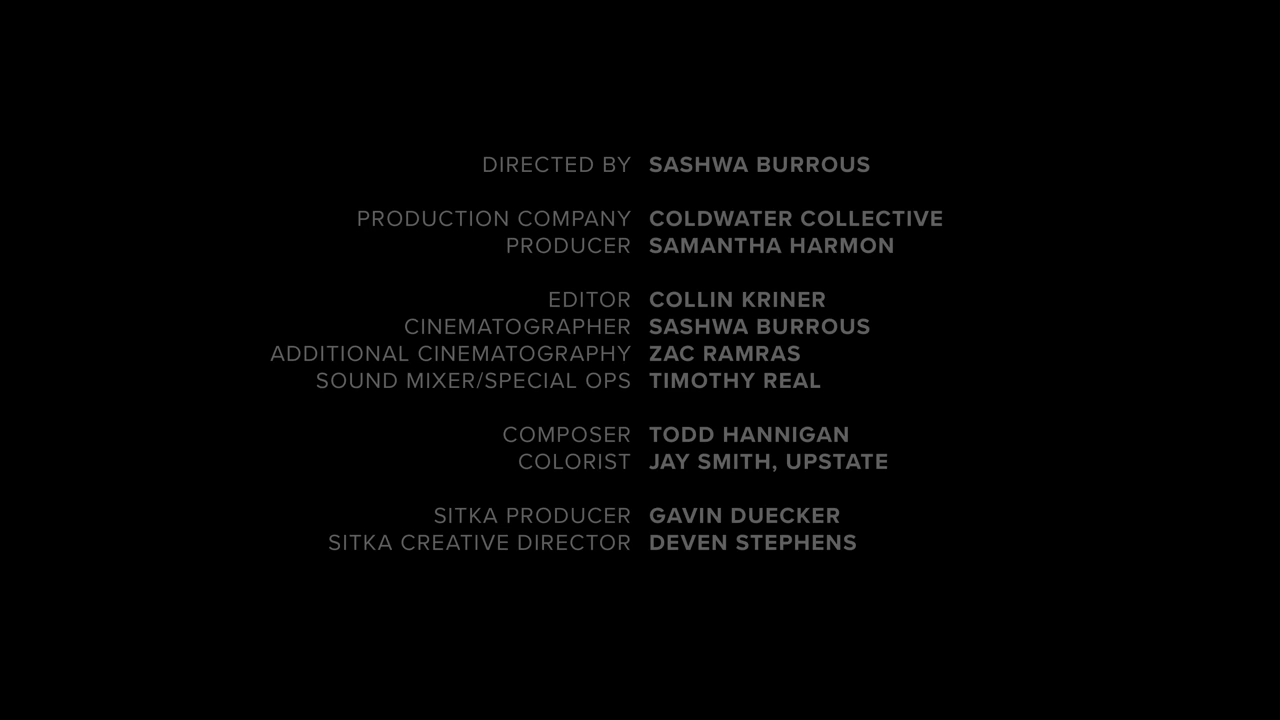 DIRECTED BY SASHWA BURROUS
PRODUCTION COMPANY COLDWATER COLLECTIVE
PRODUCER SAMANTHA HARMON
EDITOR COLLIN KRINER
CINEMATOGRAPHER SASHWA BURROUS
ADDITIONAL CINEMATOGRAPHY ZAC RAMRAS
SOUND MIXER/SPECIAL OPS TIMOTHY REAL
COMPOSER TODD HANNIGAN
COLORIST JAY SMITH, UPSTATE
SITKA PRODUCER GAVIN DUECKER
SITKA CREATIVE DIRECTOR DEVEN STEPHENS